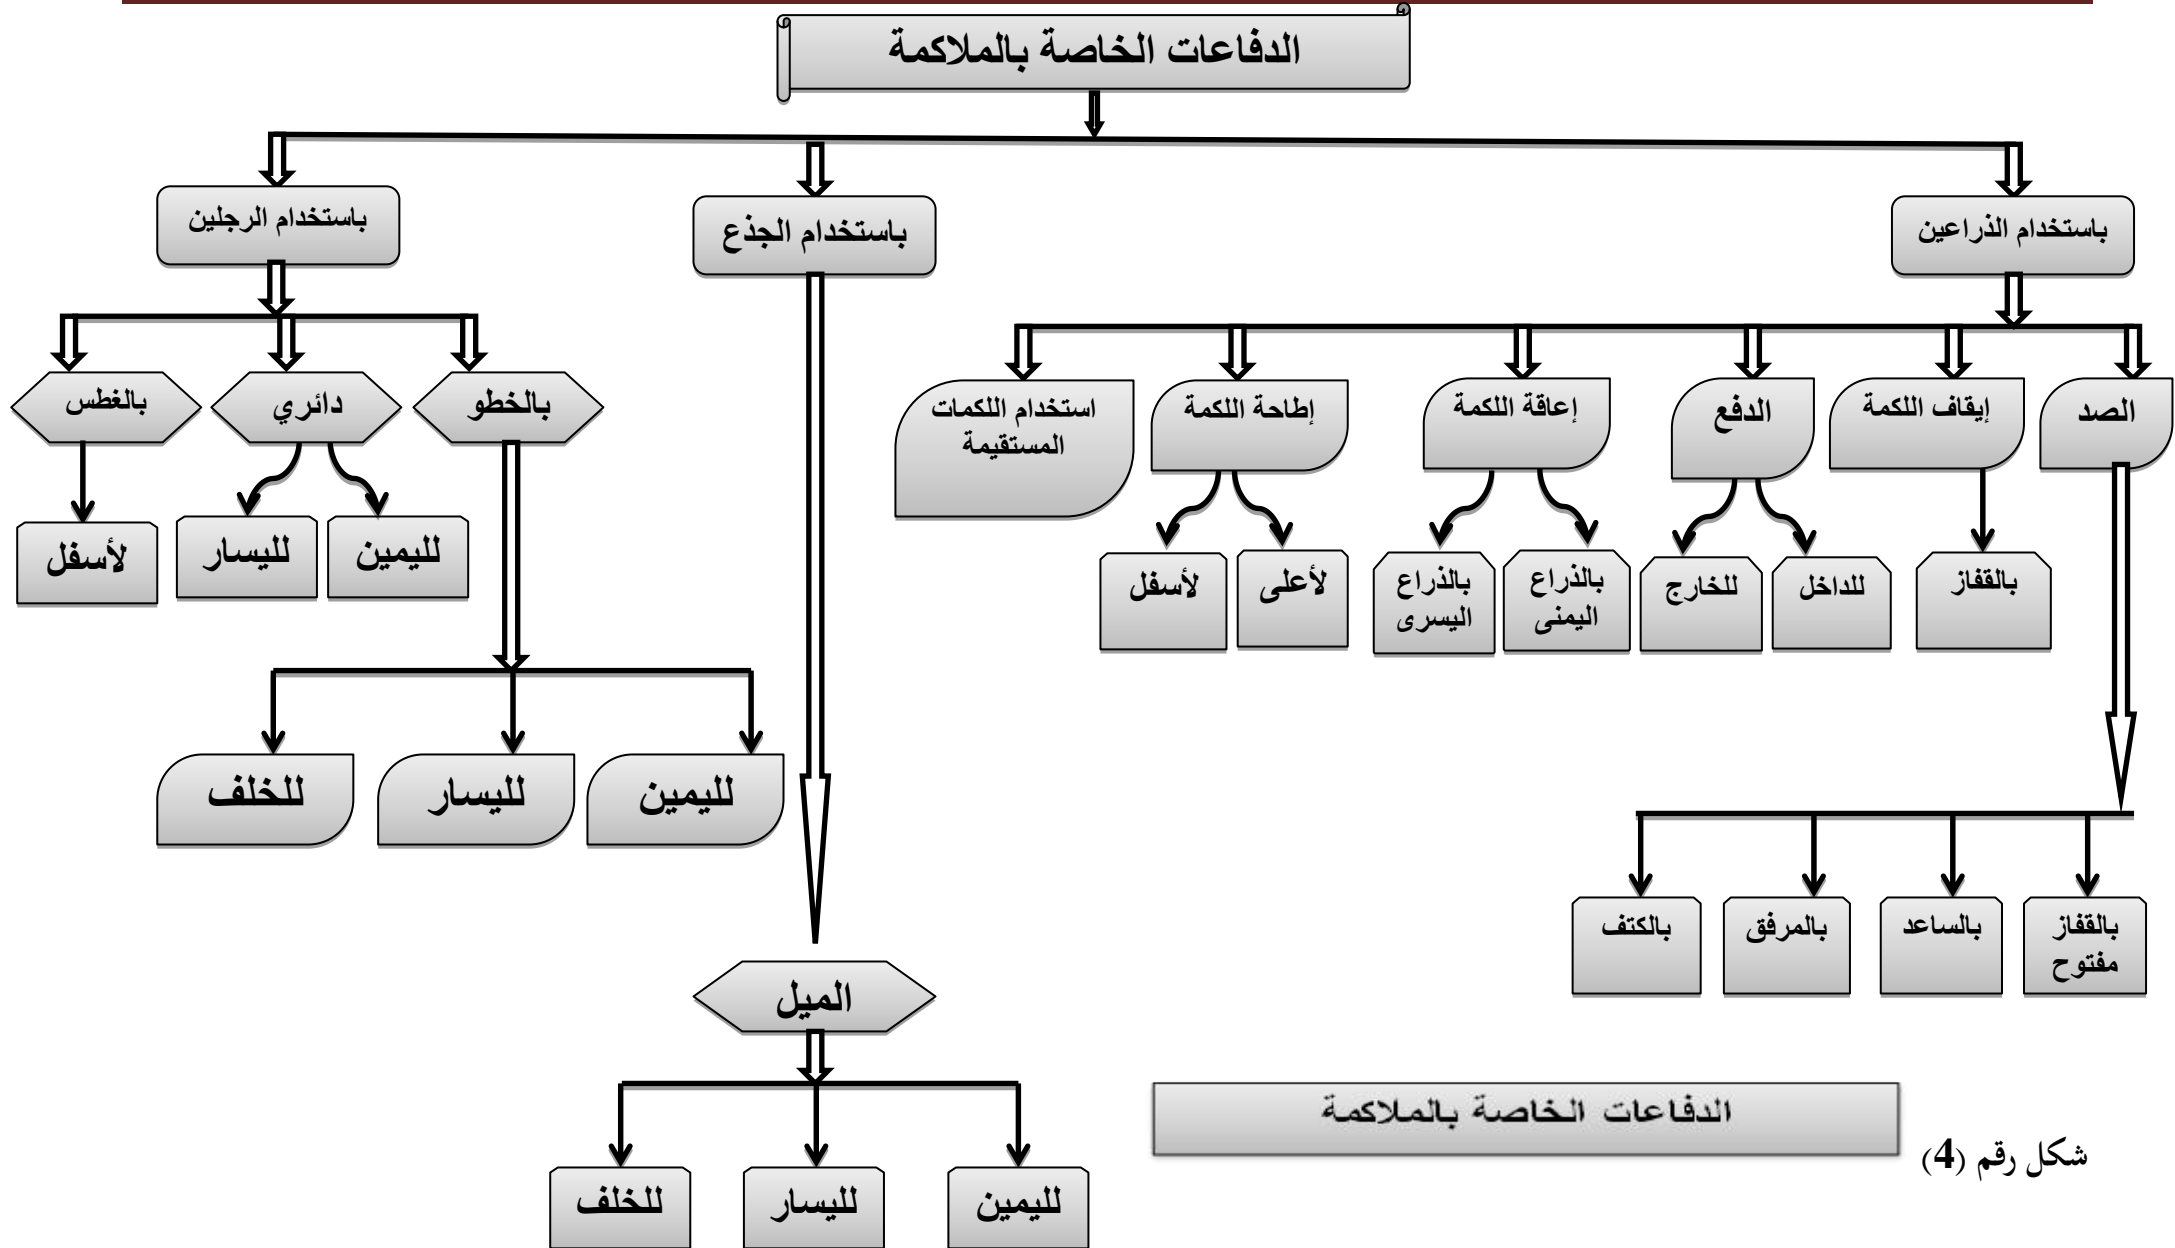 الدفاعات الخاصة بالملاكمة
باستخدام الذراعين
باستخدام الجذع
باستخدام الرجلين
الصد
إيقاف اللكمة
الدفع
إعاقة اللكمة
إطاحة اللكمة
استخدام اللكمات
المستقيمة
بالخطو
دائري
بالغطس
بالقفاز
للداخل
للخارج
بالذراع
اليمنى
بالذراع
اليسرى
لأعلى
لأسفل
لليمين
لليسار
لأسفل
لليمين
لليسار
للخلف
بالقفاز
مفتوح
بالساعد
بالمرفق
بالكتف
الميل
لليمين
لليسار
للخلف
الدفاعات الخاصة بالملاكمة
شكل رقم (4)